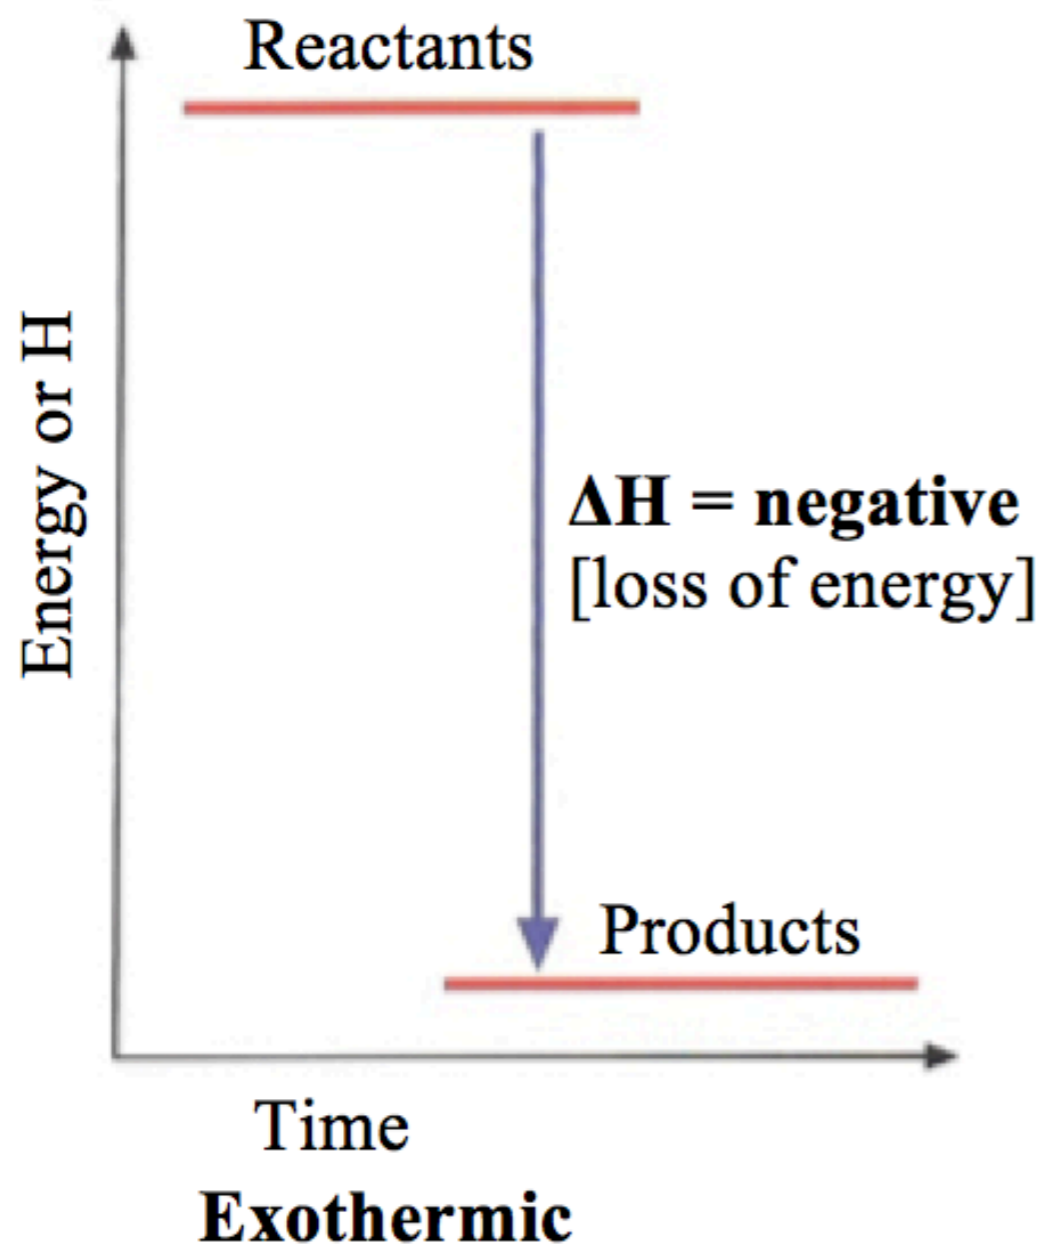 Reactants
Energy or H
ΔH = negative
[loss of energy]
Products
Time
Exothermic